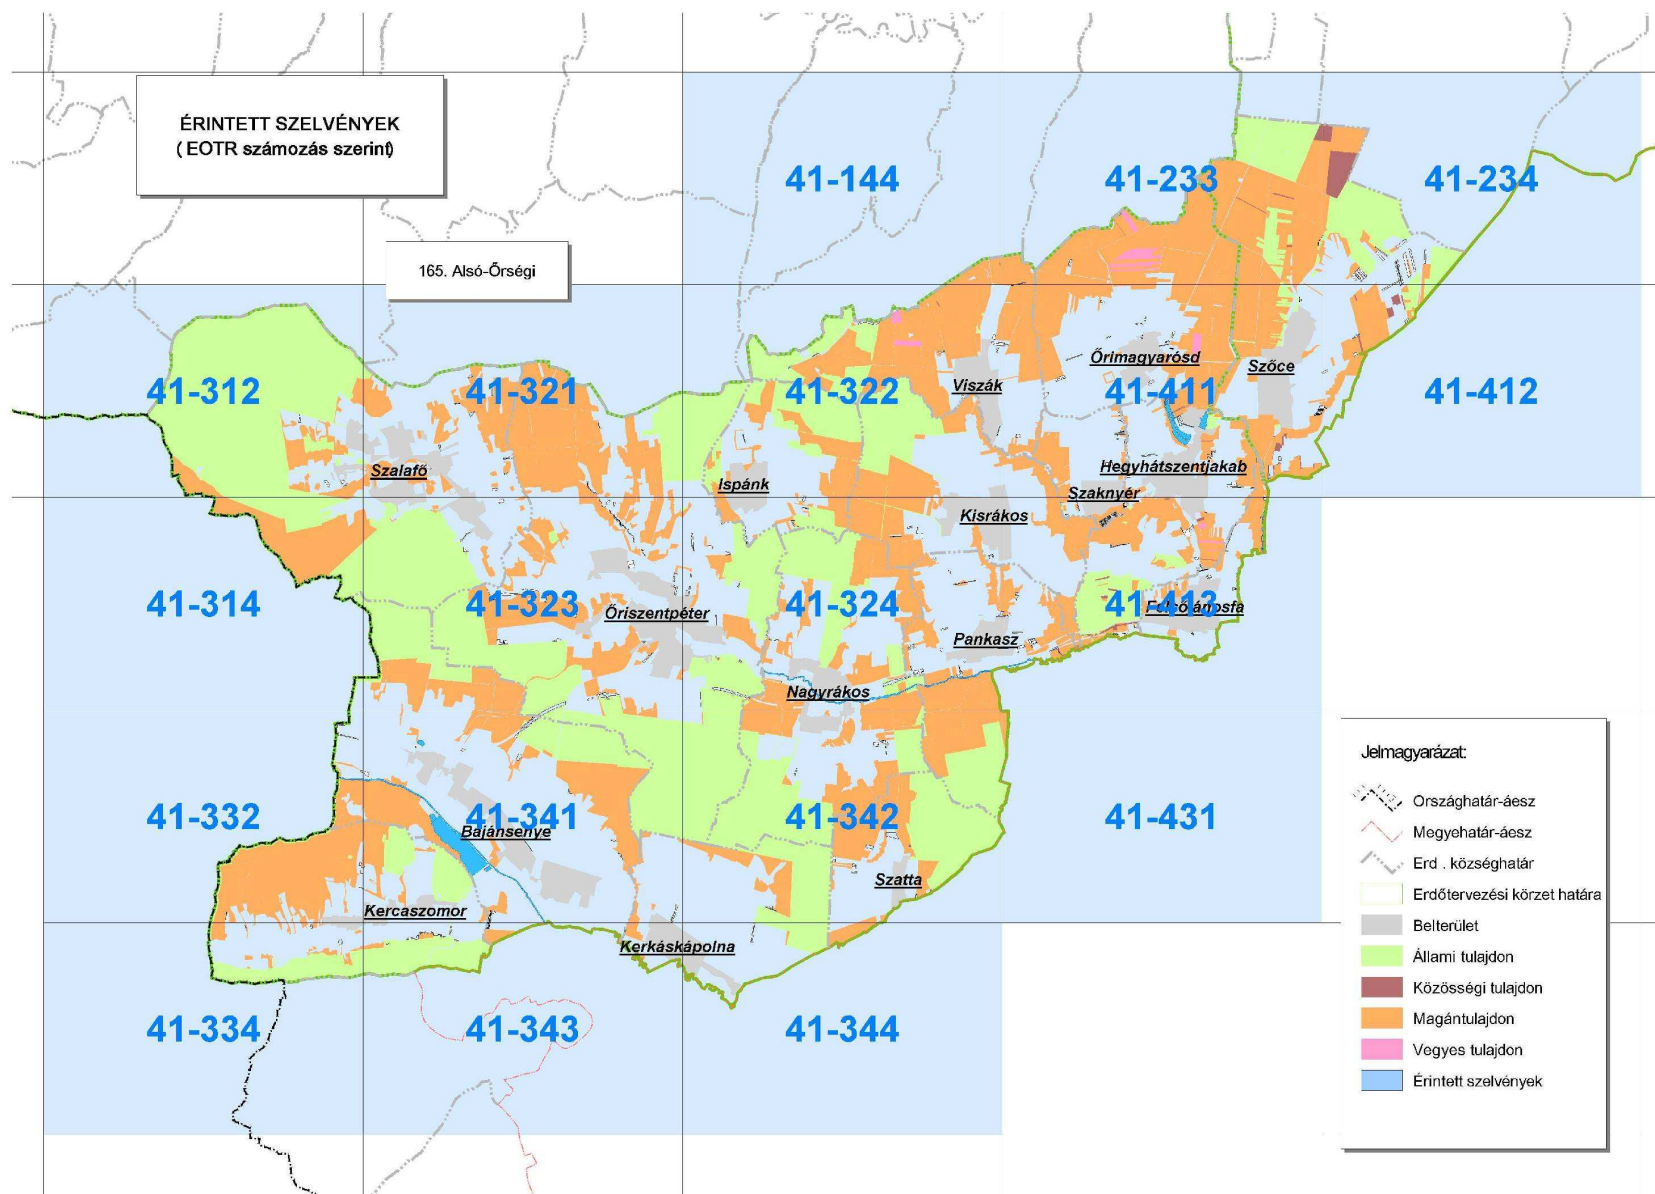 ÉRINTETT SZELVÉNYEK
( EOTR számozás szerint)
41-144
41-233
41-234
165. Alsó-Őrségi
Őrimagyarósd
Szőce
Viszák
41-312
41-321
41-322
41-411
41-412
Szalafő
Hegyhátszentjakab
Ispánk
Szaknyér
Kisrákos
41-314
41-323
41-324
41-413
Őriszentpéter
Felsőjánosfa
Pankasz
Nagyrákos
Jelmagyarázat:
Országhatár-áesz
Megyehatár-áesz
Erd . községhatár
Erdőtervezési körzet határa
Belterület
Állami tulajdon
Közösségi tulajdon
Magántulajdon
Vegyes tulajdon
Érintett szelvények
41-332
41-341
41-342
41-431
Bajánsenye
Szatta
Kercaszomor
Kerkáskápolna
41-334
41-343
41-344